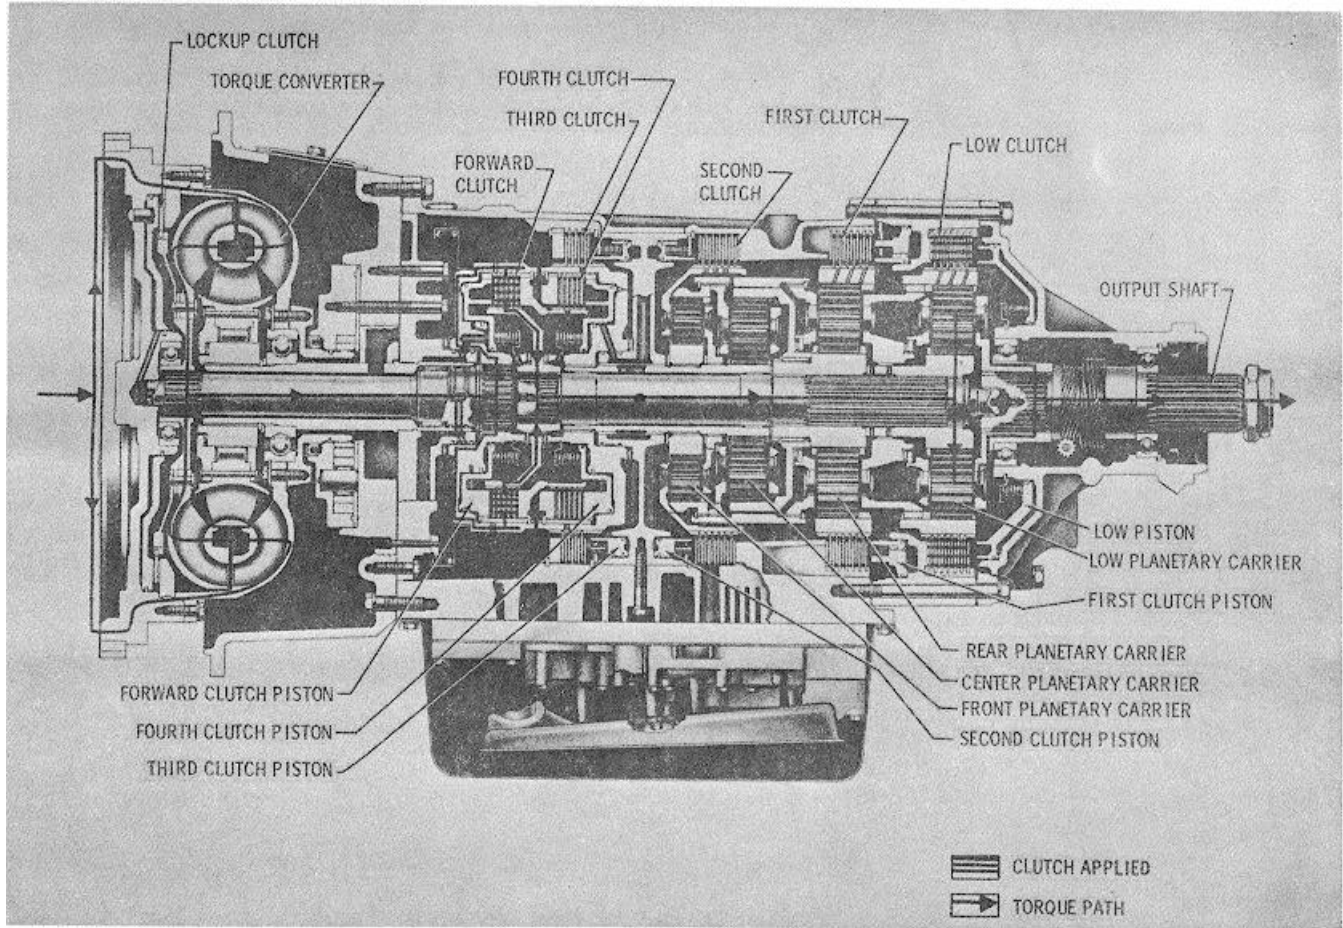 LOCKUP CLUTCH
TORQUE CONVERTER
FOURTH CLUTCH
THIRD CLUTCH
FORWARD
CLUTCH
SECOND
CLUTCH
FIRST CLUTCH
LOW CLUTCH
OUTPUT SHAFT
LOW PISTON
LOW PLANETARY CARRIER
FIRST CLUTCH PISTON
REAR PLANETARY CARRIER
CENTER PLANETARY CARRIER
FRONT PLANETARY CARRIER
SECOND CLUTCH PISTON
FORWARD CLUTCH PISTON
FOURTH CLUTCH PISTON
THIRD CLUTCH PISTON
CLUTCH APPLIED
TORQUE PATH